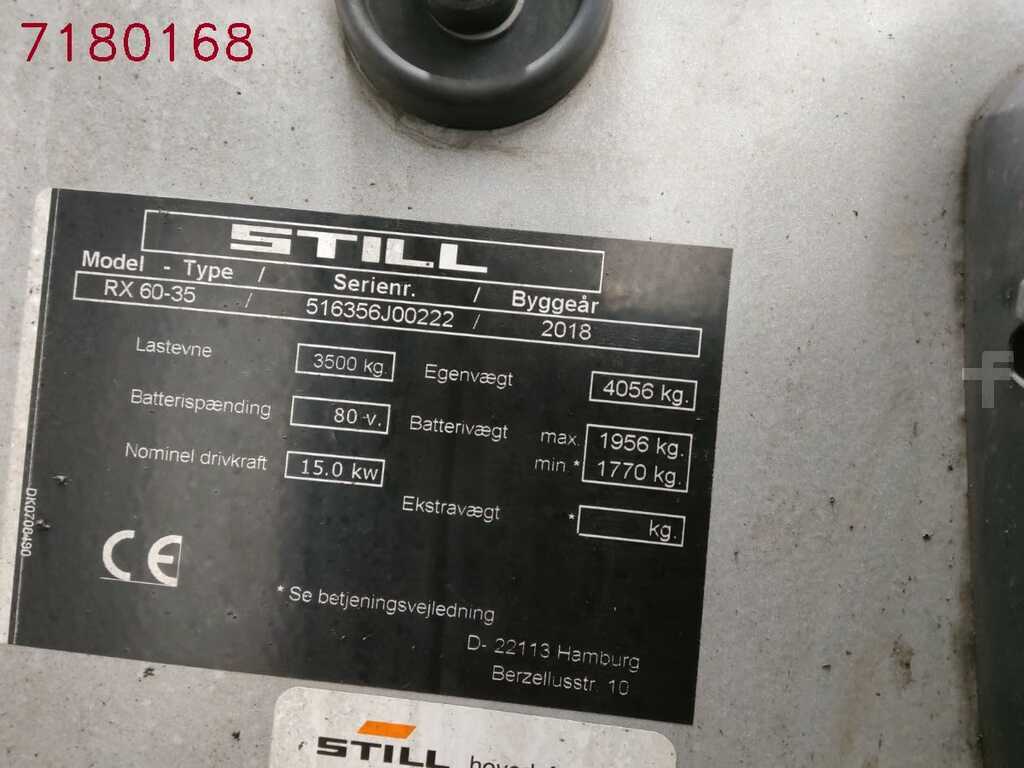 7180168
STILL
Model - Type / Serienr. / Byggeår
RX 60-35 / 516356J00222 / 2018
Lastevne 3500 kg. Egenvægt 4056 kg.
Batterispænding 80 v. Batterivægt max. 1956 kg.
min.* 1770 kg.
Nominel drivkraft 15.0 kw
Ekstravægt * kg.
DK0706490
CE
* Se betjeningsvejledning
D- 22113 Hamburg
Berzeliusstr. 10
STILL